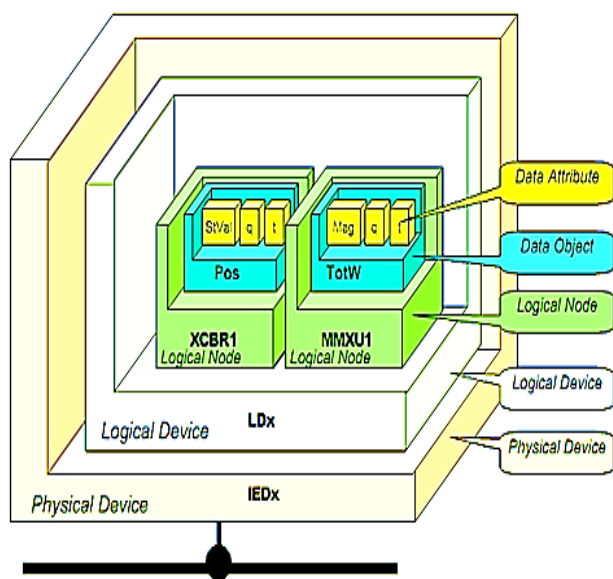 StVal q t
Mag q t
Pos
TotW
XCBR1
Logical Node
MMXU1
Logical Node
LDx
Logical Device
IEDx
Physical Device
Data Attribute
Data Object
Logical Node
Logical Device
Physical Device